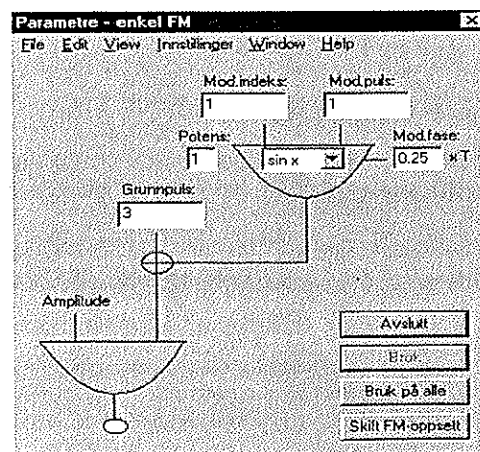 Parametre - enkel FM
File Edit View Innstillinger Window Help
Mod.indeks: Mod.puls:
1 1
Potens: Mod.fase:
1 sin x 0.25 × T
Grunnpuls:
3
Amplitude
Avslutt
Bruk
Bruk på alle
Skift FM-oppsett